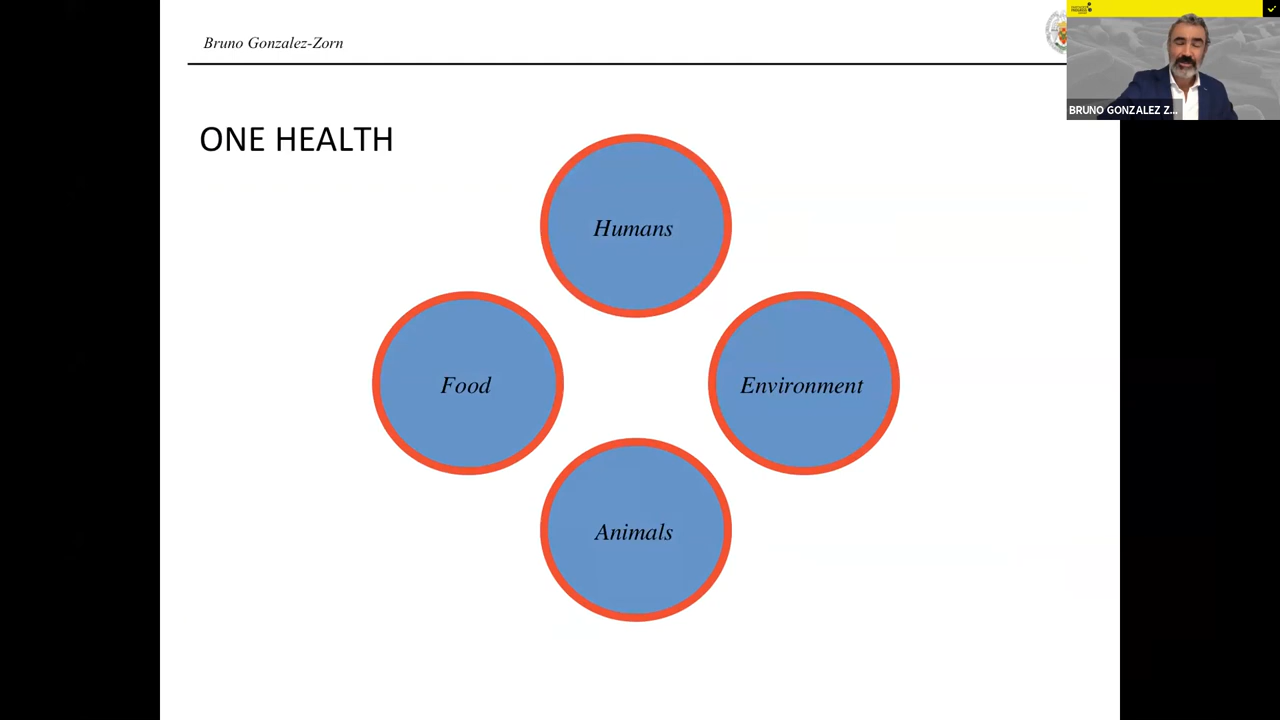 Bruno Gonzalez-Zorn
BRUNO GONZALEZ Z...
ONE HEALTH
Humans
Food
Environment
Animals